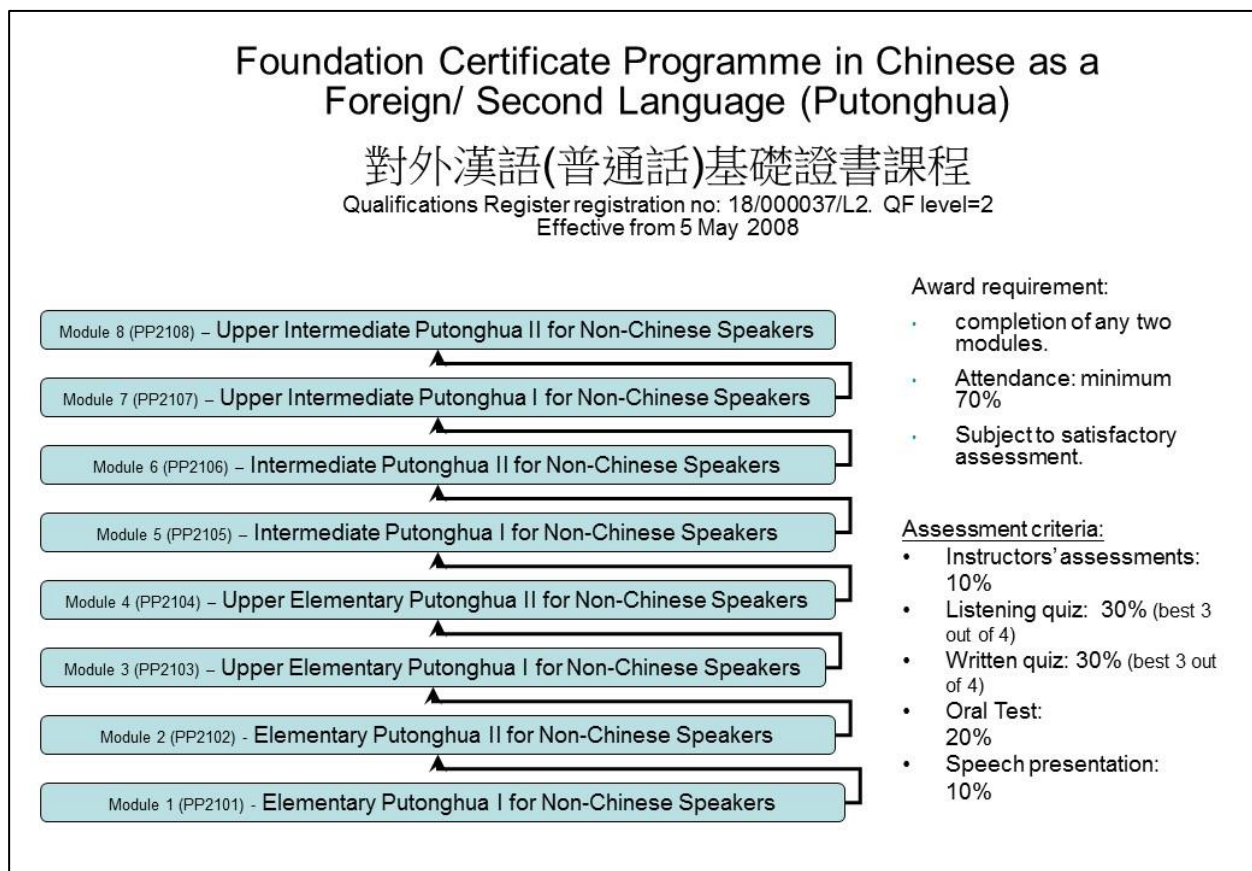 Foundation Certificate Programme in Chinese as a
Foreign/ Second Language (Putonghua)
對外漢語(普通話)基礎證書課程
Qualifications Register registration no: 18/000037/L2. QF level=2
Effective from 5 May 2008
Module 8 (PP2108) – Upper Intermediate Putonghua II for Non-Chinese Speakers
Module 7 (PP2107) – Upper Intermediate Putonghua I for Non-Chinese Speakers
Module 6 (PP2106) – Intermediate Putonghua II for Non-Chinese Speakers
Module 5 (PP2105) – Intermediate Putonghua I for Non-Chinese Speakers
Module 4 (PP2104) – Upper Elementary Putonghua II for Non-Chinese Speakers
Module 3 (PP2103) – Upper Elementary Putonghua I for Non-Chinese Speakers
Module 2 (PP2102) - Elementary Putonghua II for Non-Chinese Speakers
Module 1 (PP2101) - Elementary Putonghua I for Non-Chinese Speakers
Award requirement:
· completion of any two
modules.
· Attendance: minimum
70%
· Subject to satisfactory
assessment.
Assessment criteria:
• Instructors’ assessments:
10%
• Listening quiz: 30% (best 3
out of 4)
• Written quiz: 30% (best 3 out
of 4)
• Oral Test:
20%
• Speech presentation:
10%